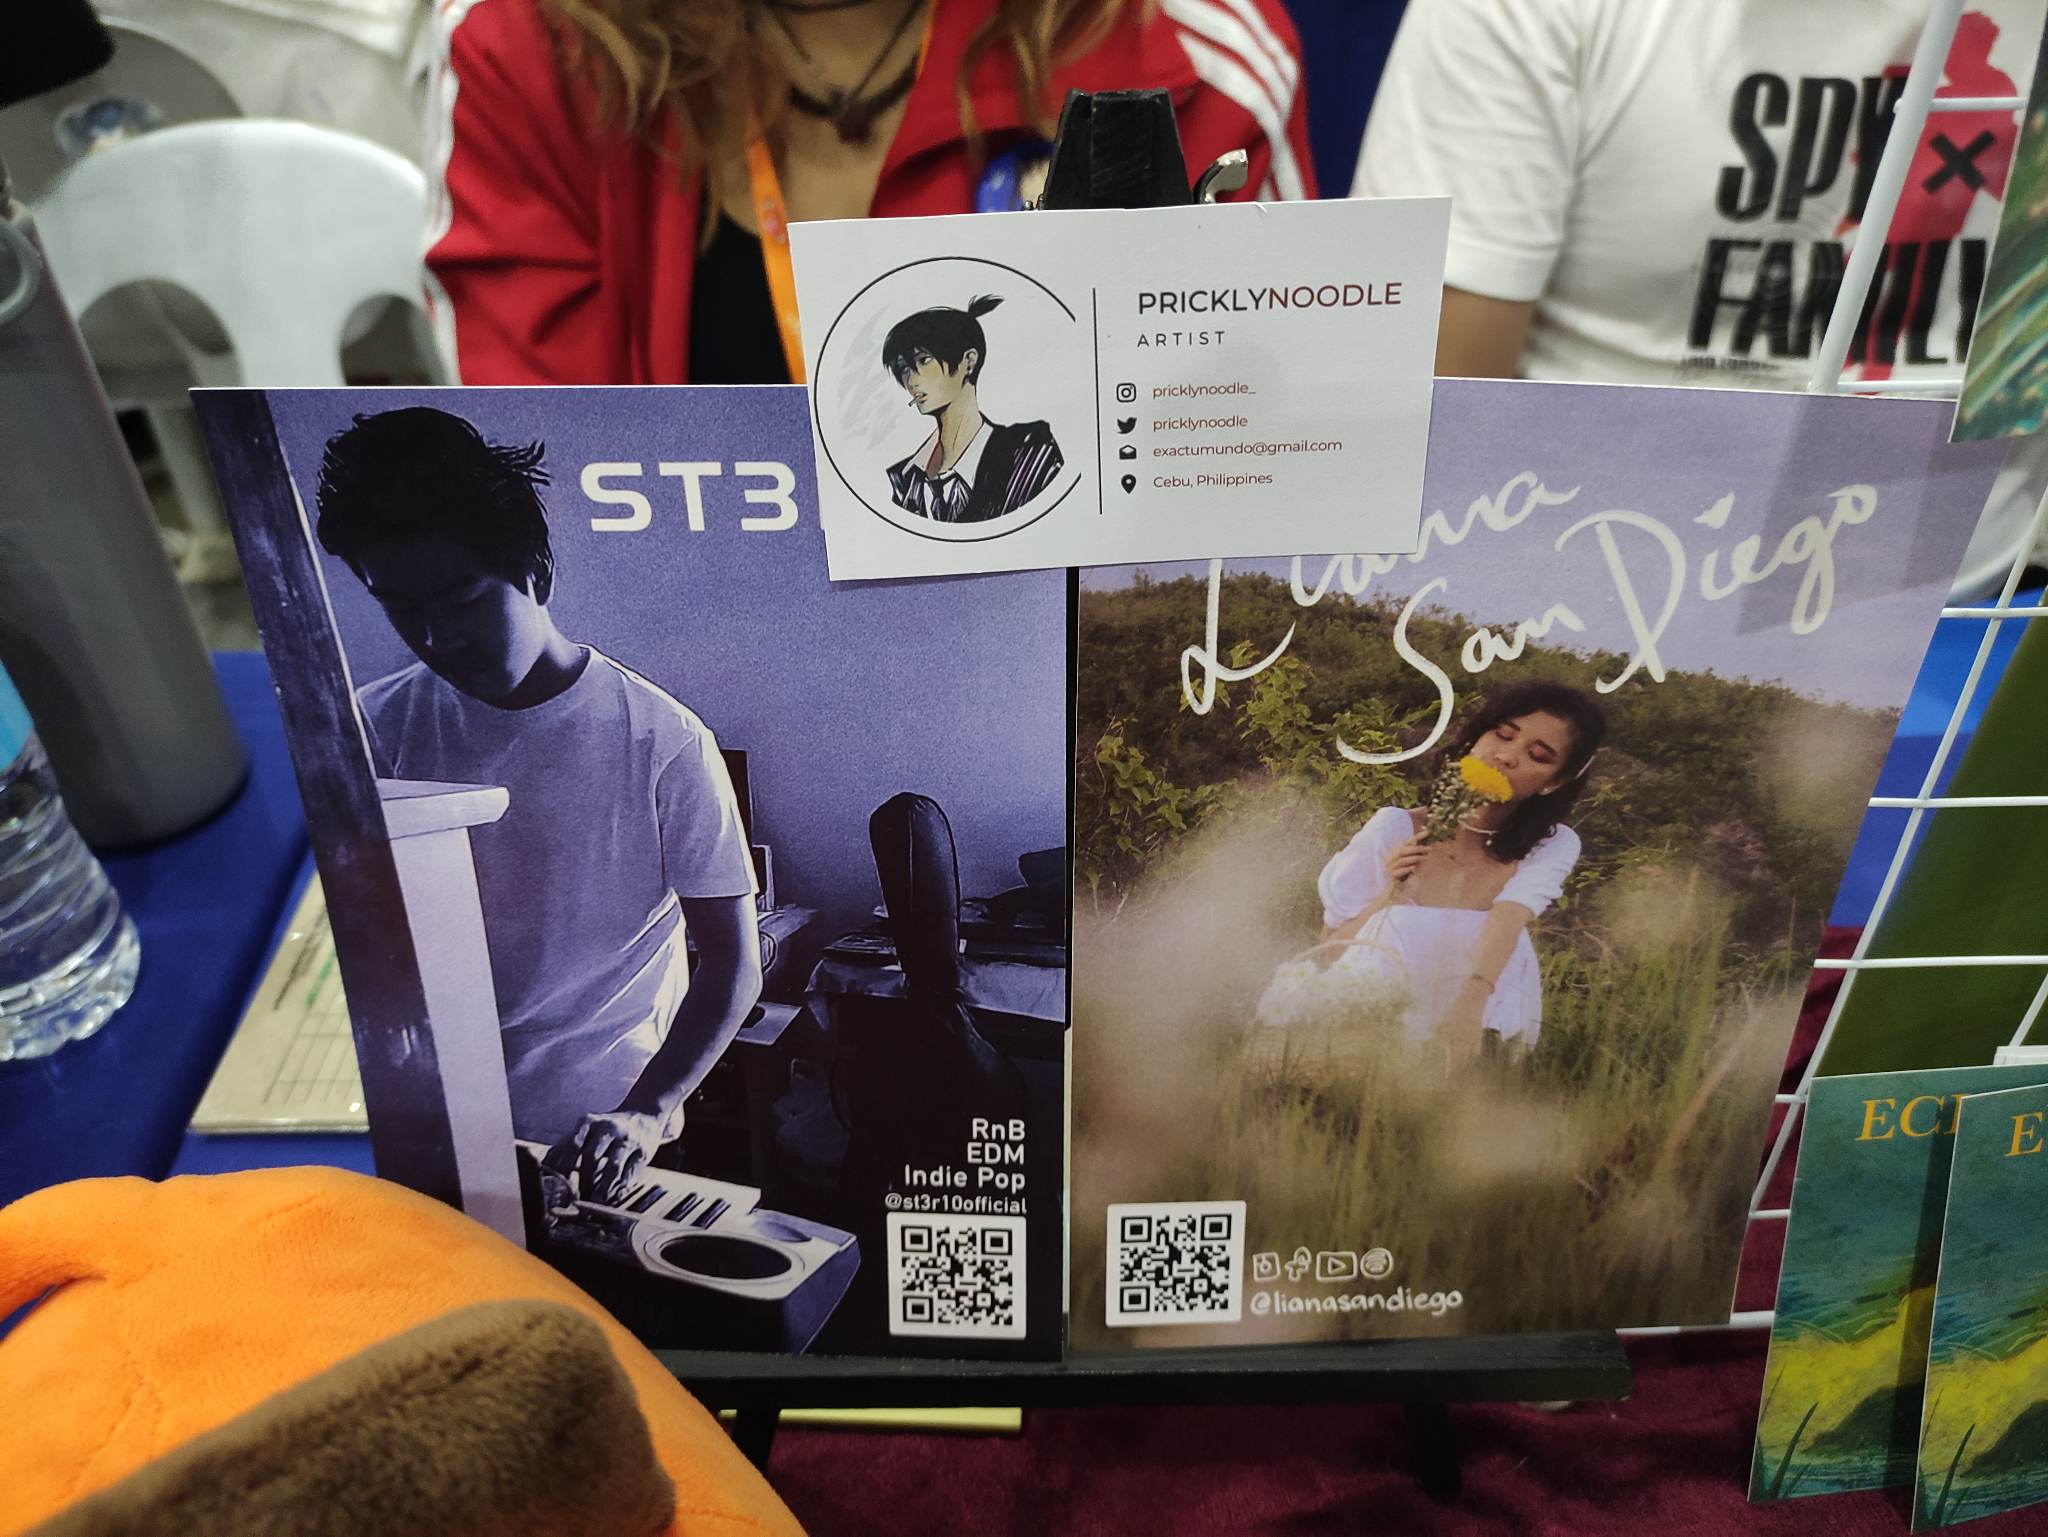 SPY
FAMILY
PRICKLYNOODLE
ARTIST
pricklynoodle_
pricklynoodle
exactumundo@gmail.com
Cebu, Philippines
ST3
RnB
EDM
Indie Pop
@st3r10official
Liana
San Diego
@lianasandiego
ECL
E